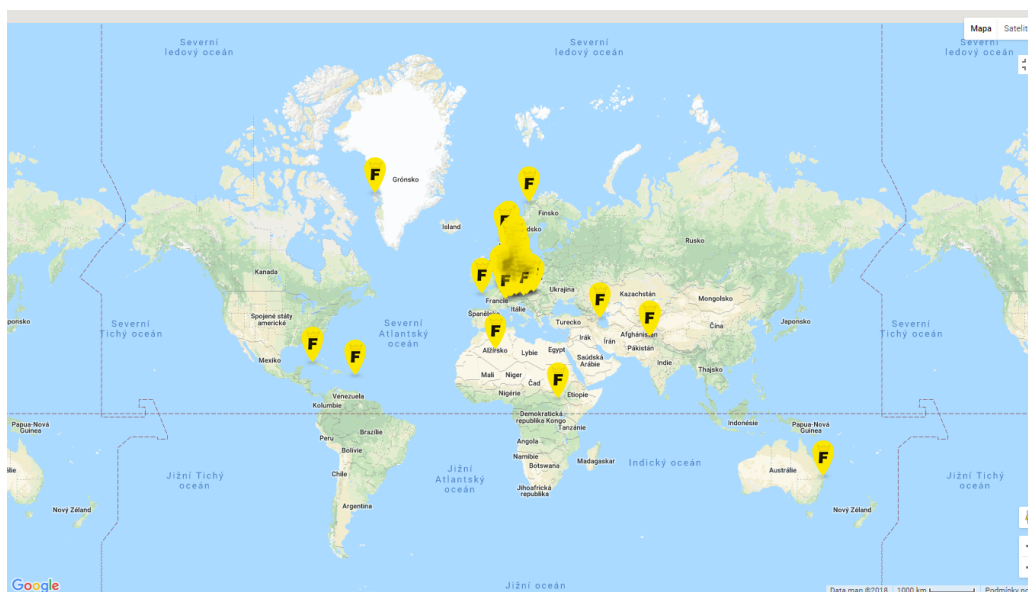 Mapa Satelit
Severní
ledový oceán
Severní
ledový oceán
Severní
ledový oceán
Grónsko
Finsko
Island
Rusko
Kanada
Ukrajina
Kazachstán
Mongolsko
Francie
Itálie
Španělsko
Turecko
Spojené státy
americké
Severní
Tichý oceán
Severní
Atlantský
oceán
Severní
Tichý oceán
Japonsko
Čína
Afghánistán
Irák
Írán
Pákistán
Alžírsko
Lybie
Egypt
Saúdská
Arábie
Indie
Mexiko
Mali
Niger
Čad
Thajsko
Nigérie
Etiopie
Venezuela
Kolumbie
Demokratická
republika Kongo
Tanzánie
Indonésie
Papua-Nová
Guinea
Papua-Nová
Guinea
Peru
Brazílie
Bolivie
Angola
Namibie
Botswana
Madagaskar
Indický oceán
Austrálie
Jižní Tichý
oceán
Chile
Jižní
Atlantský
oceán
Jižní Tichý
oceán
Jihoafrická
republika
Argentina
Nový Zéland
Nový Zéland
Jižní oceán
F
F
F
F
F
F
F
F
F
F
F
F
F
Google
Data map ©2018 1000 km